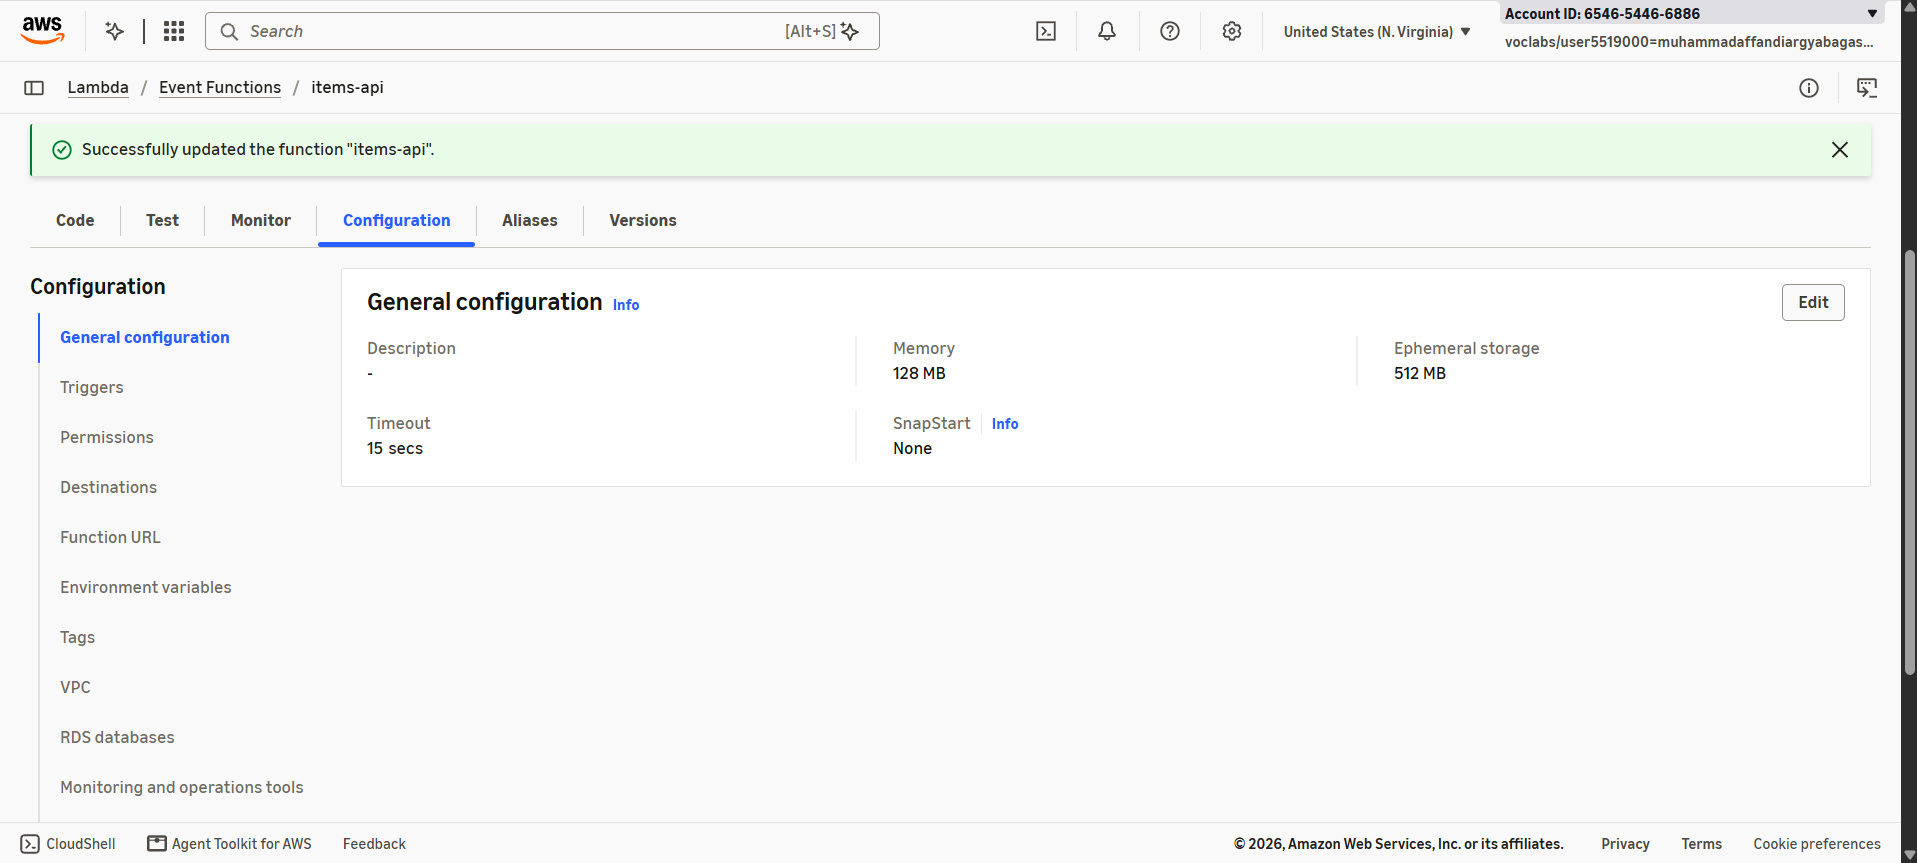 aws
Search [Alt+S]
United States (N. Virginia)
Account ID: 6546-5446-6886
voclabs/user5519000=muhammadaffandiargyabagas...
Lambda / Event Functions / items-api
Successfully updated the function "items-api".
Code Test Monitor Configuration Aliases Versions
Configuration
General configuration
Triggers
Permissions
Destinations
Function URL
Environment variables
Tags
VPC
RDS databases
Monitoring and operations tools
General configuration Info
Edit
Description
-
Memory
128 MB
Ephemeral storage
512 MB
Timeout
15 secs
SnapStart Info
None
CloudShell Agent Toolkit for AWS Feedback
© 2026, Amazon Web Services, Inc. or its affiliates. Privacy Terms Cookie preferences